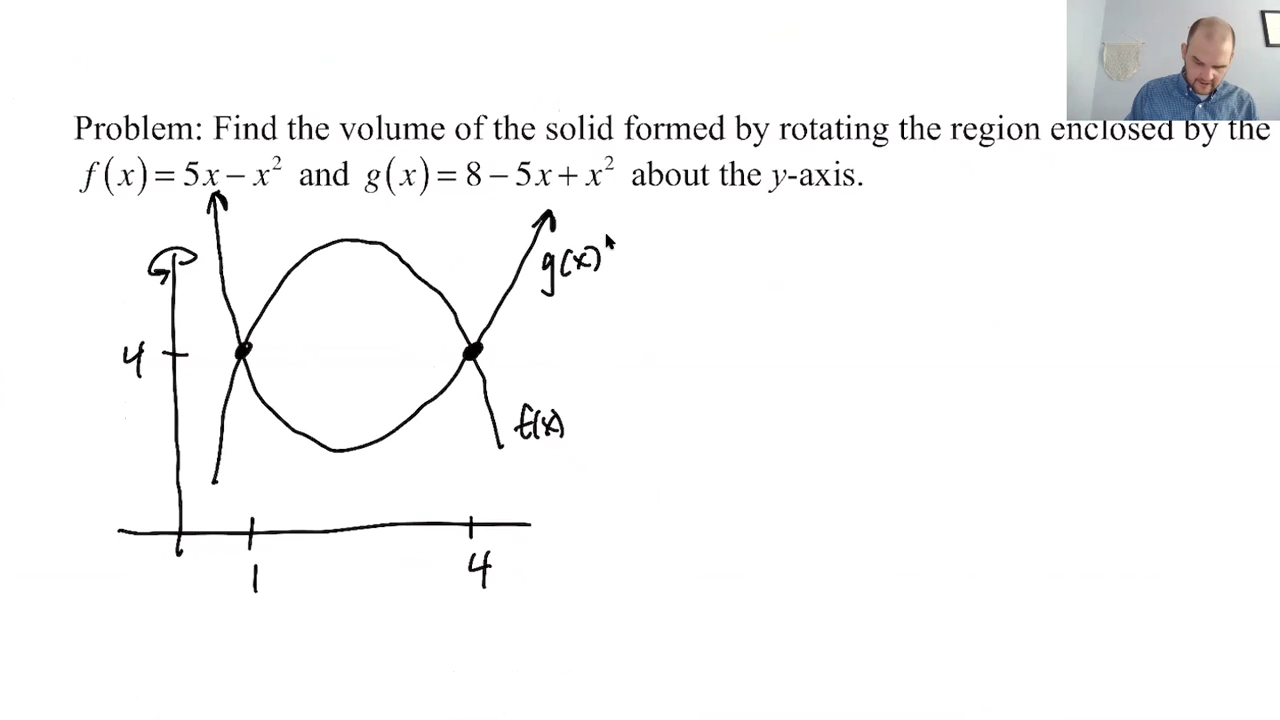 Problem: Find the volume of the solid formed by rotating the region enclosed by the
f(x) = 5x − x² and g(x) = 8 − 5x + x² about the y-axis.
g(x)
4
f(x)
1
4